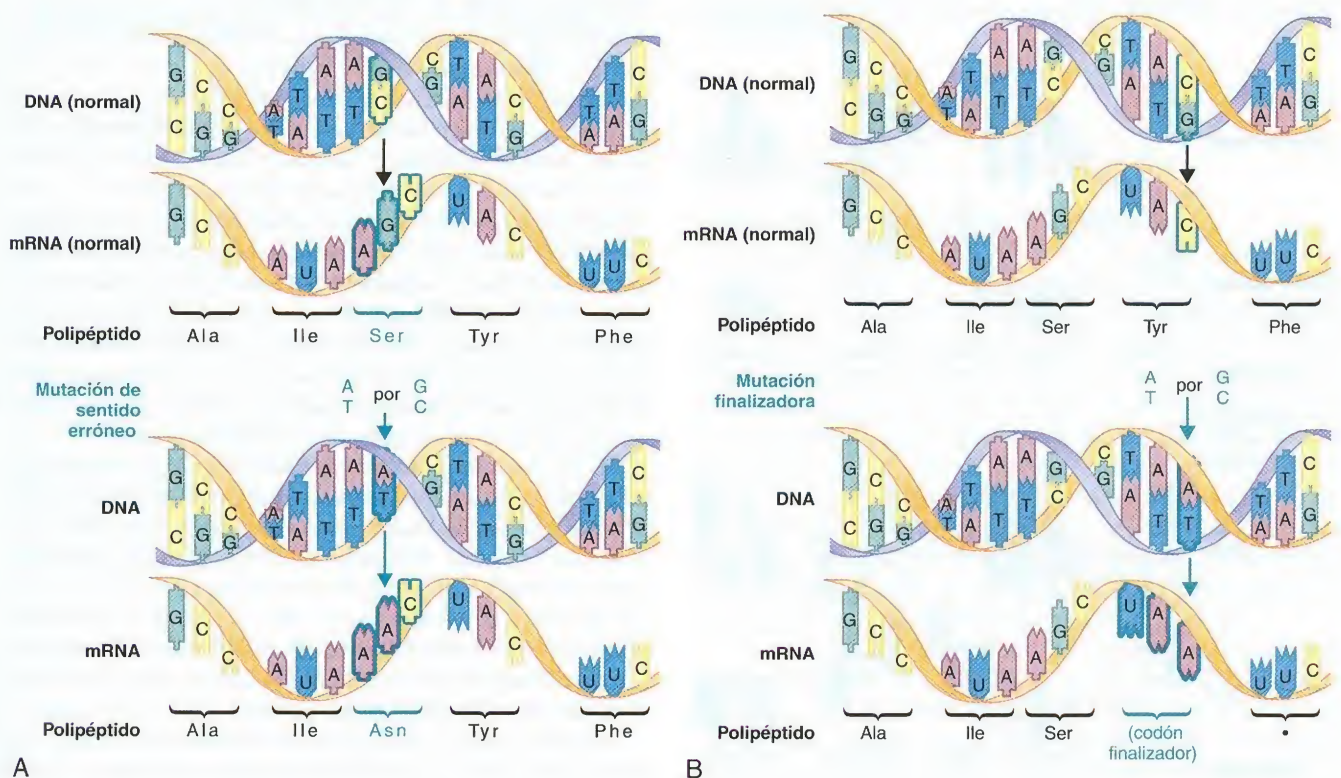 DNA (normal)
G C C A T A A G C T A C T T C
C G G T A T T C G A T G A A G
mRNA (normal)
G C C A U A A G C U A C U U C
Polipéptido
Ala Ile Ser Tyr Phe
Mutación de
sentido
erróneo
A por G
T C
DNA
G C C A T A A A C T A C T T C
C G G T A T T T G A T G A A G
mRNA
G C C A U A A A C U A C U U C
Polipéptido
Ala Ile Asn Tyr Phe
A
DNA (normal)
G C C A T A A G C T A C T T C
C G G T A T T C G A T G A A G
mRNA (normal)
G C C A U A A G C U A C U U C
Polipéptido
Ala Ile Ser Tyr Phe
Mutación
finalizadora
A por G
T C
DNA
G C C A T A A G C T A A T T C
C G G T A T T C G A T T A A G
mRNA
G C C A U A A G C U A A U U C
Polipéptido
Ala Ile Ser (codón •
finalizador)
B